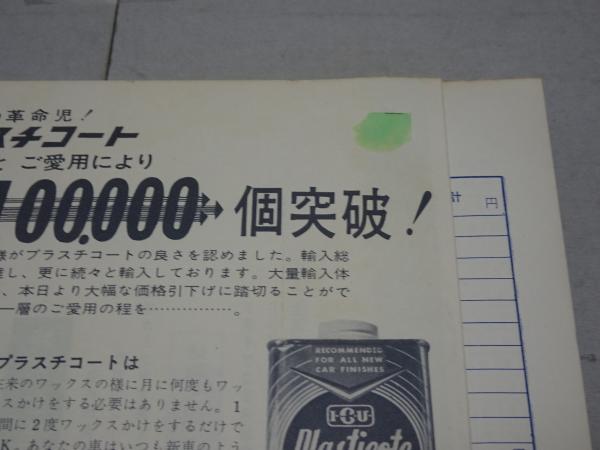 革命児!
スチコート
と ご愛用により
100.000 個突破!
様がプラスチコートの良さを認めました。輸入総
し、更に続々と輸入しております。大量輸入体
、本日より大幅な価格引下げに踏切ることがで
一層のご愛用の程を……………。
計 円
プラスチコートは
来のワックスの様に月に何度もワッ
スかけをする必要はありません。1
間に2度ワックスかけをするだけで
K。あなたの車はいつも新車のよう
RECOMMENDED
FOR ALL NEW
CAR FINISHES
Plasticote